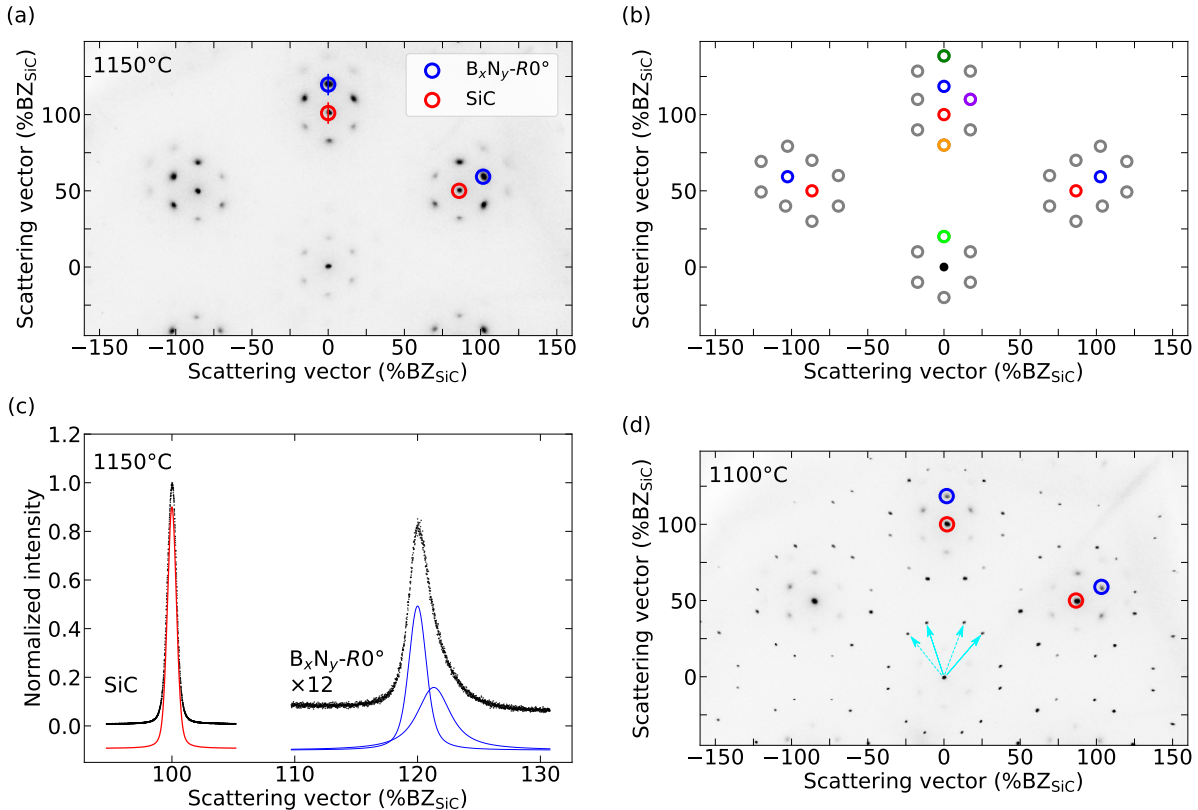 (a)
1150°C
BxNy-R0°
SiC
Scattering vector (%BZSiC)
100
50
0
−150 −100 −50 0 50 100 150
Scattering vector (%BZSiC)
(b)
Scattering vector (%BZSiC)
100
50
0
−150 −100 −50 0 50 100 150
Scattering vector (%BZSiC)
(c)
1150°C
Normalized intensity
1.2
1.0
0.8
0.6
0.4
0.2
0.0
SiC
BxNy-R0°
×12
100 110 120 130
Scattering vector (%BZSiC)
(d)
1100°C
Scattering vector (%BZSiC)
100
50
0
−150 −100 −50 0 50 100 150
Scattering vector (%BZSiC)